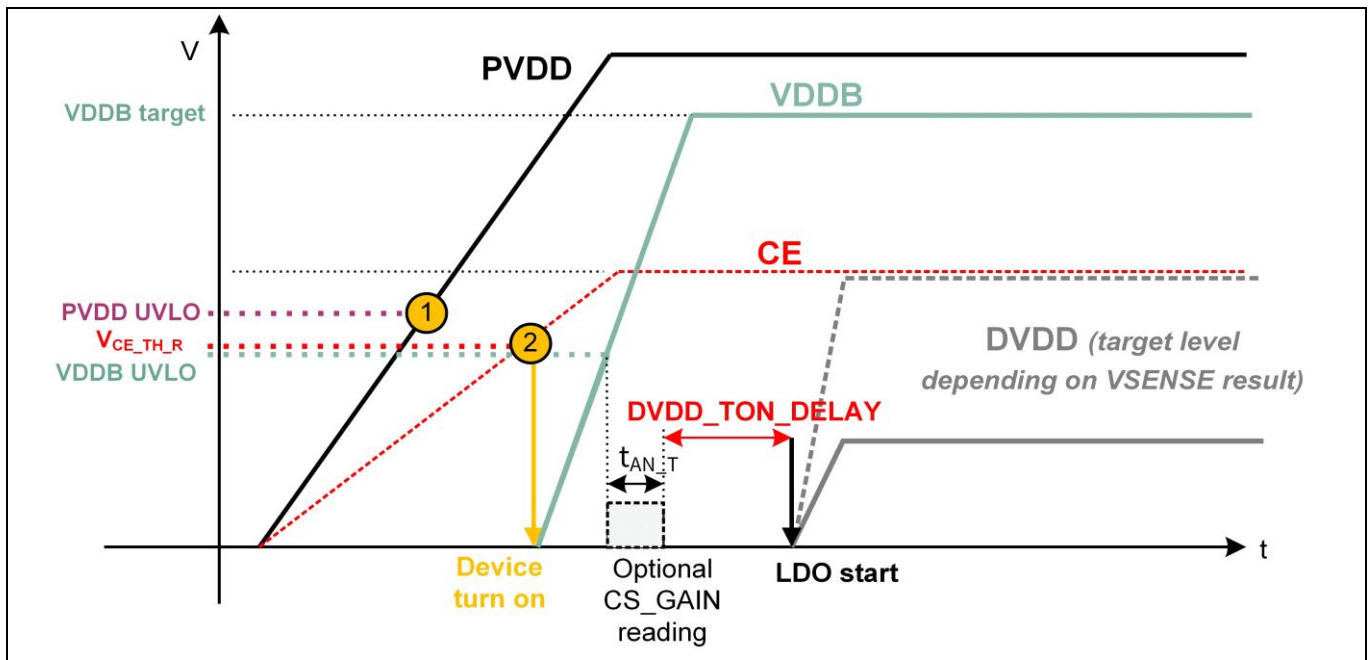 V
PVDD
VDDB target
VDDB
CE
PVDD UVLO
1
V_CE_TH_R
2
VDDB UVLO
DVDD (target level
depending on VSENSE result)
DVDD_TON_DELAY
t_AN_T
t
Device
turn on
Optional
CS_GAIN
reading
LDO start